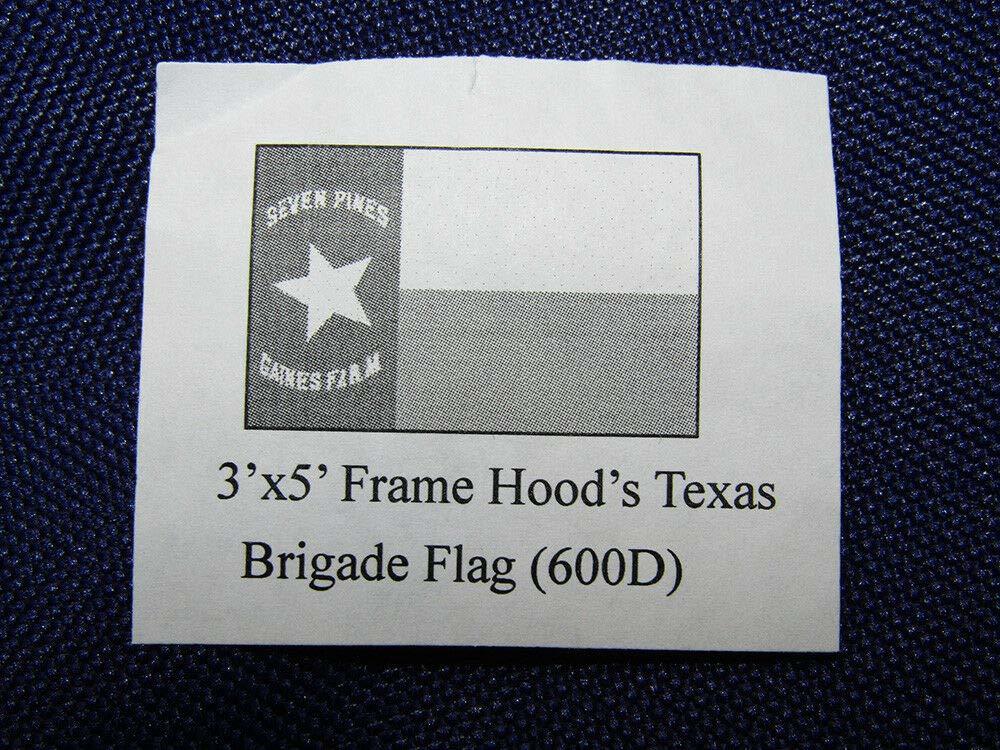 SEVEN PINES
GAINES FARM
3’x5’ Frame Hood’s Texas
Brigade Flag (600D)